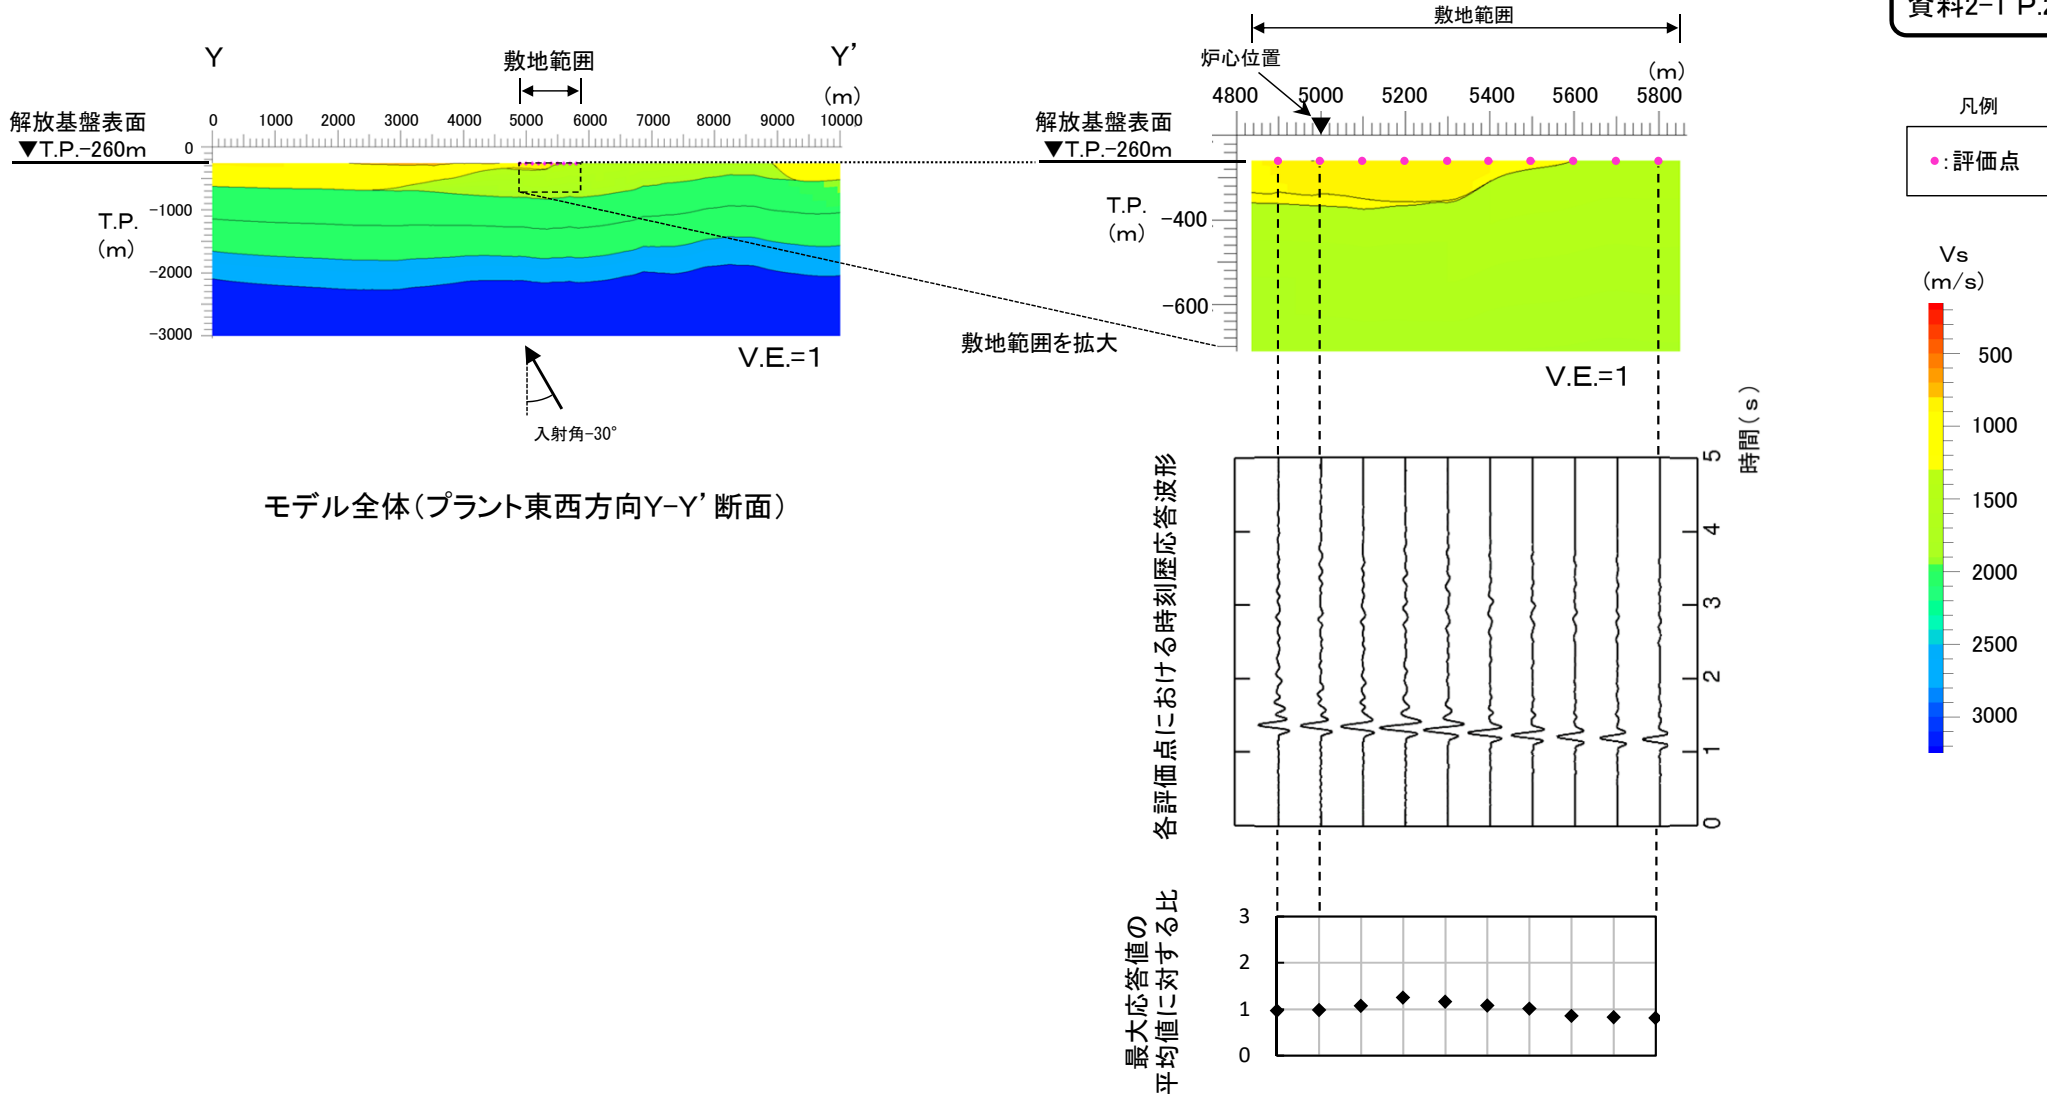 資料2-1 P.
Y
敷地範囲
Y’
(m)
解放基盤表面
▼T.P.-260m
0 1000 2000 3000 4000 5000 6000 7000 8000 9000 10000
0
-1000
-2000
-3000
T.P.
(m)
V.E.=1
入射角-30°
モデル全体(プラント東西方向Y-Y’断面)
敷地範囲
炉心位置
(m)
4800 5000 5200 5400 5600 5800
解放基盤表面
▼T.P.-260m
T.P.
(m)
-400
-600
敷地範囲を拡大
V.E.=1
凡例
●:評価点
Vs
(m/s)
500
1000
1500
2000
2500
3000
各評価点における時刻歴応答波形
時間(s)
5
4
3
2
1
0
最大応答値の
平均値に対する比
3
2
1
0